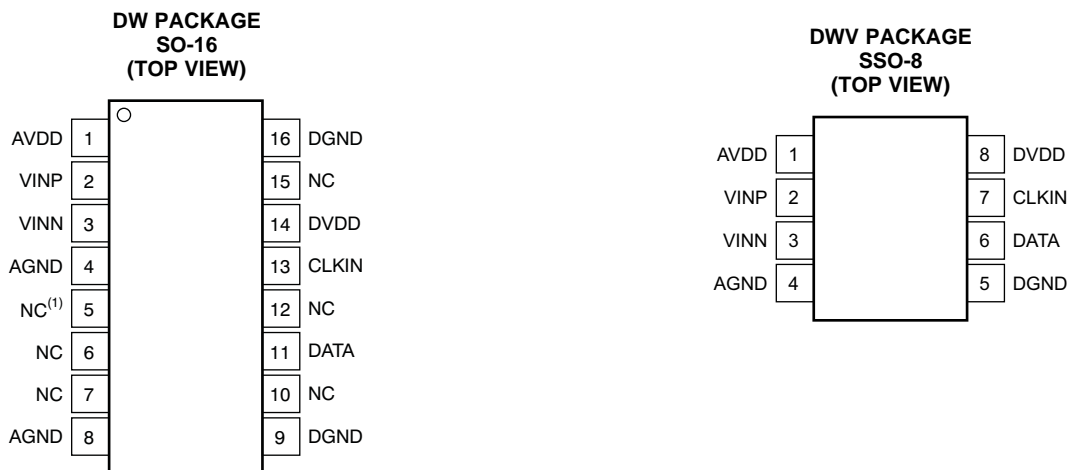 DW PACKAGE
SO-16
(TOP VIEW)
AVDD 1 16 DGND
VINP 2 15 NC
VINN 3 14 DVDD
AGND 4 13 CLKIN
NC(1) 5 12 NC
NC 6 11 DATA
NC 7 10 NC
AGND 8 9 DGND
DWV PACKAGE
SSO-8
(TOP VIEW)
AVDD 1 8 DVDD
VINP 2 7 CLKIN
VINN 3 6 DATA
AGND 4 5 DGND